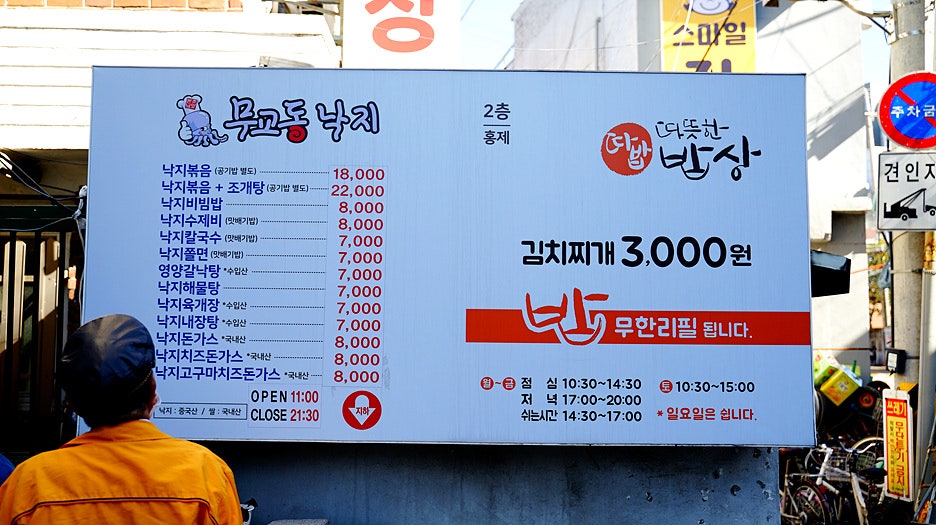 스마일
무교동 낙지
낙지볶음 (공기밥 별도) 18,000
낙지볶음 + 조개탕 (공기밥 별도) 22,000
낙지비빔밥 8,000
낙지수제비 (맛배기밥) 8,000
낙지칼국수 (맛배기밥) 7,000
낙지쫄면 (맛배기밥) 7,000
영양갈낙탕 *수입산 7,000
낙지해물탕 7,000
낙지육개장 *수입산 7,000
낙지내장탕 *수입산 7,000
낙지돈가스 *국내산 8,000
낙지치즈돈가스 *국내산 8,000
낙지고구마치즈돈가스 *국내산 8,000
낙지 : 중국산 / 쌀 : 국내산
OPEN 11:00
CLOSE 21:30
지하
2층
홍제
따밥
따뜻한
밥상
김치찌개 3,000원
밥 무한리필 됩니다.
월~금 점 심 10:30~14:30
저 녁 17:00~20:00
쉬는시간 14:30~17:00
토 10:30~15:00
* 일요일은 쉽니다.
주차금
견인지
쓰레기
무단투기 금지